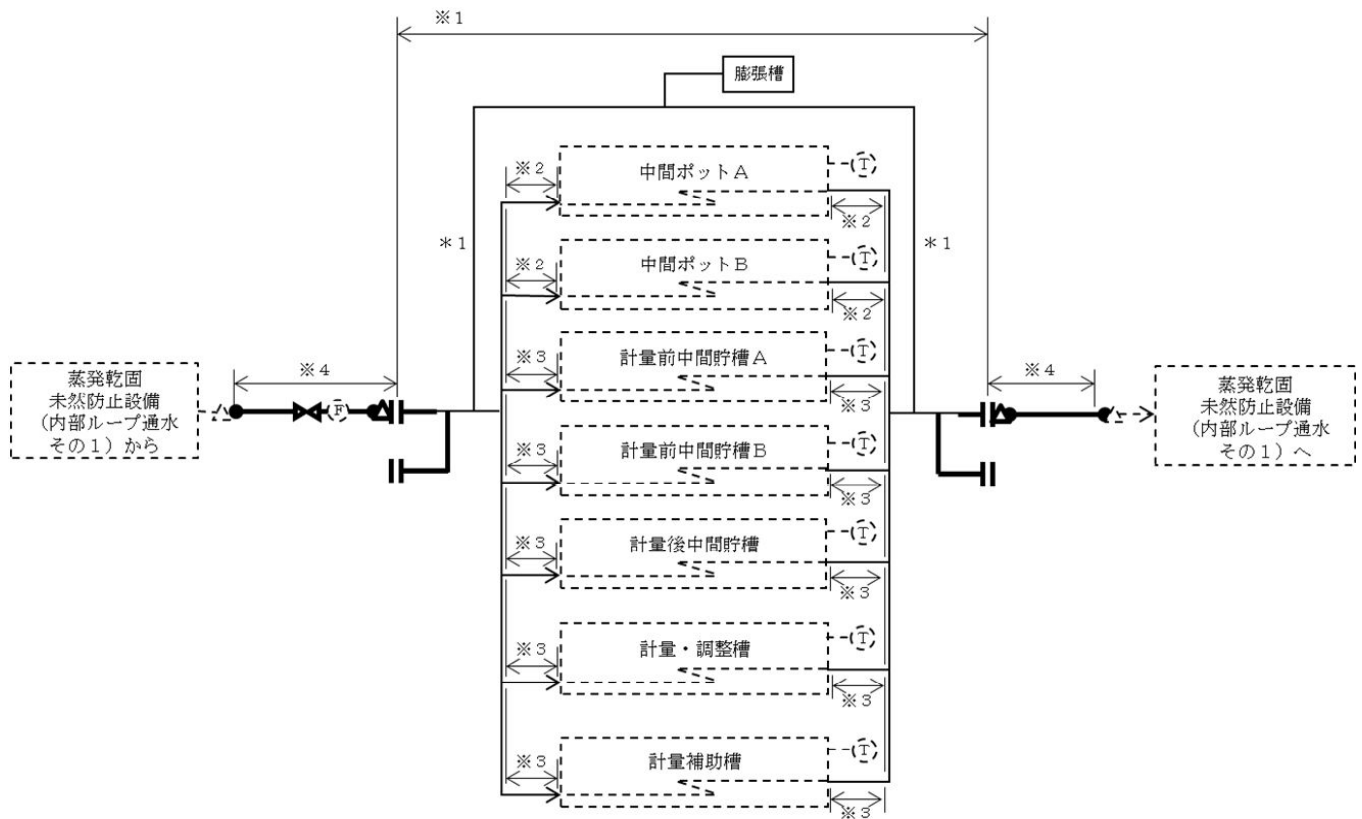 ※1
膨張槽
※2
中間ポットA
T
※2
＊1
＊1
※2
中間ポットB
T
※2
※3
計量前中間貯槽A
T
※3
※4
※4
蒸発乾固
未然防止設備
(内部ループ通水
その1)から
F
蒸発乾固
未然防止設備
(内部ループ通水
その1)へ
※3
計量前中間貯槽B
T
※3
※3
計量後中間貯槽
T
※3
※3
計量・調整槽
T
※3
※3
計量補助槽
T
※3